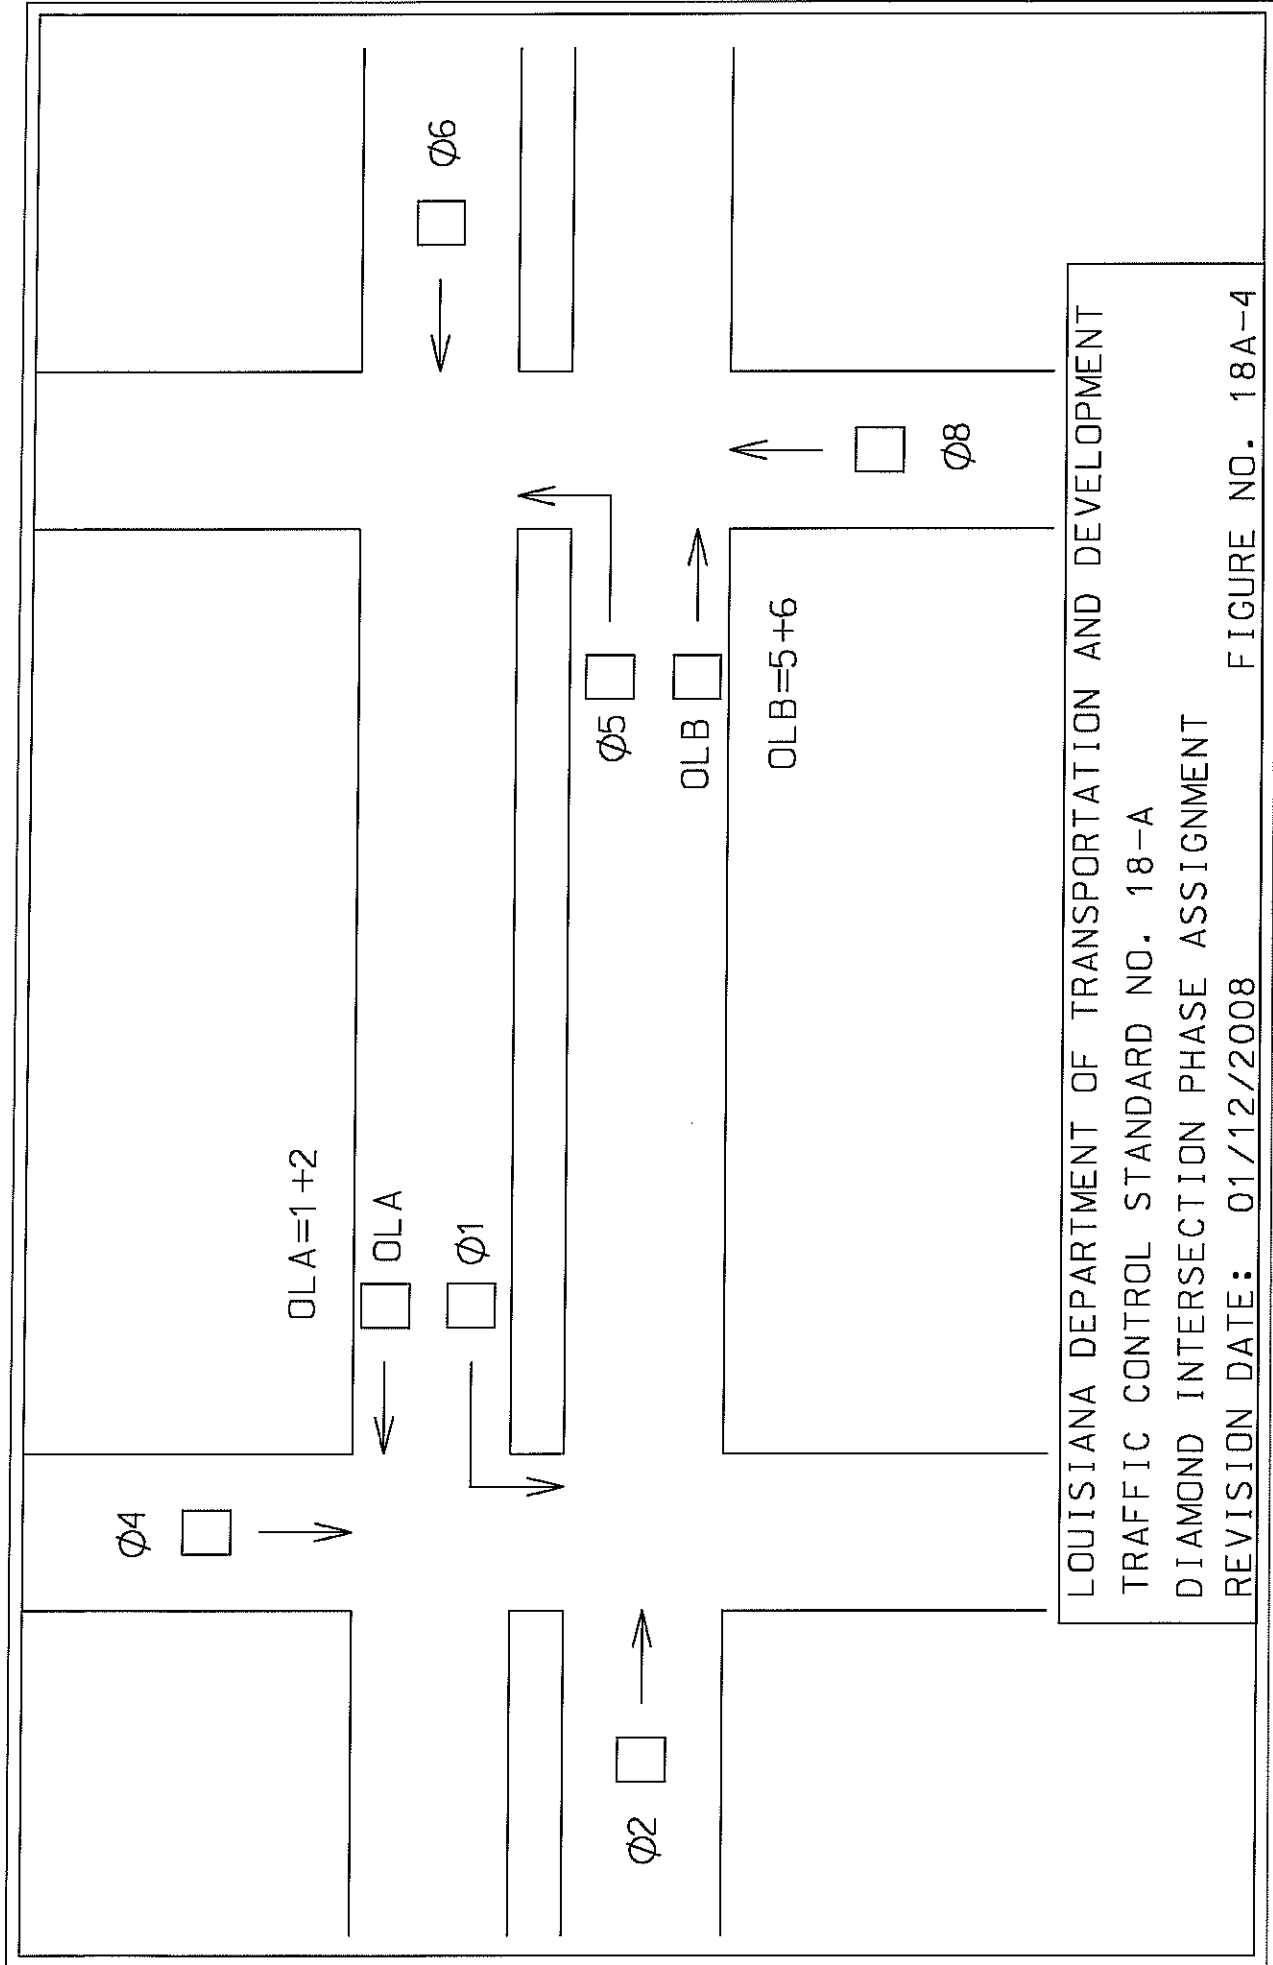 Ø4
OLA=1+2
OLA
Ø1
Ø6
Ø2
Ø5
OLB
OLB=5+6
Ø8
LOUISIANA DEPARTMENT OF TRANSPORTATION AND DEVELOPMENT
TRAFFIC CONTROL STANDARD NO. 18-A
DIAMOND INTERSECTION PHASE ASSIGNMENT
REVISION DATE: 01/12/2008 FIGURE NO. 18A-4